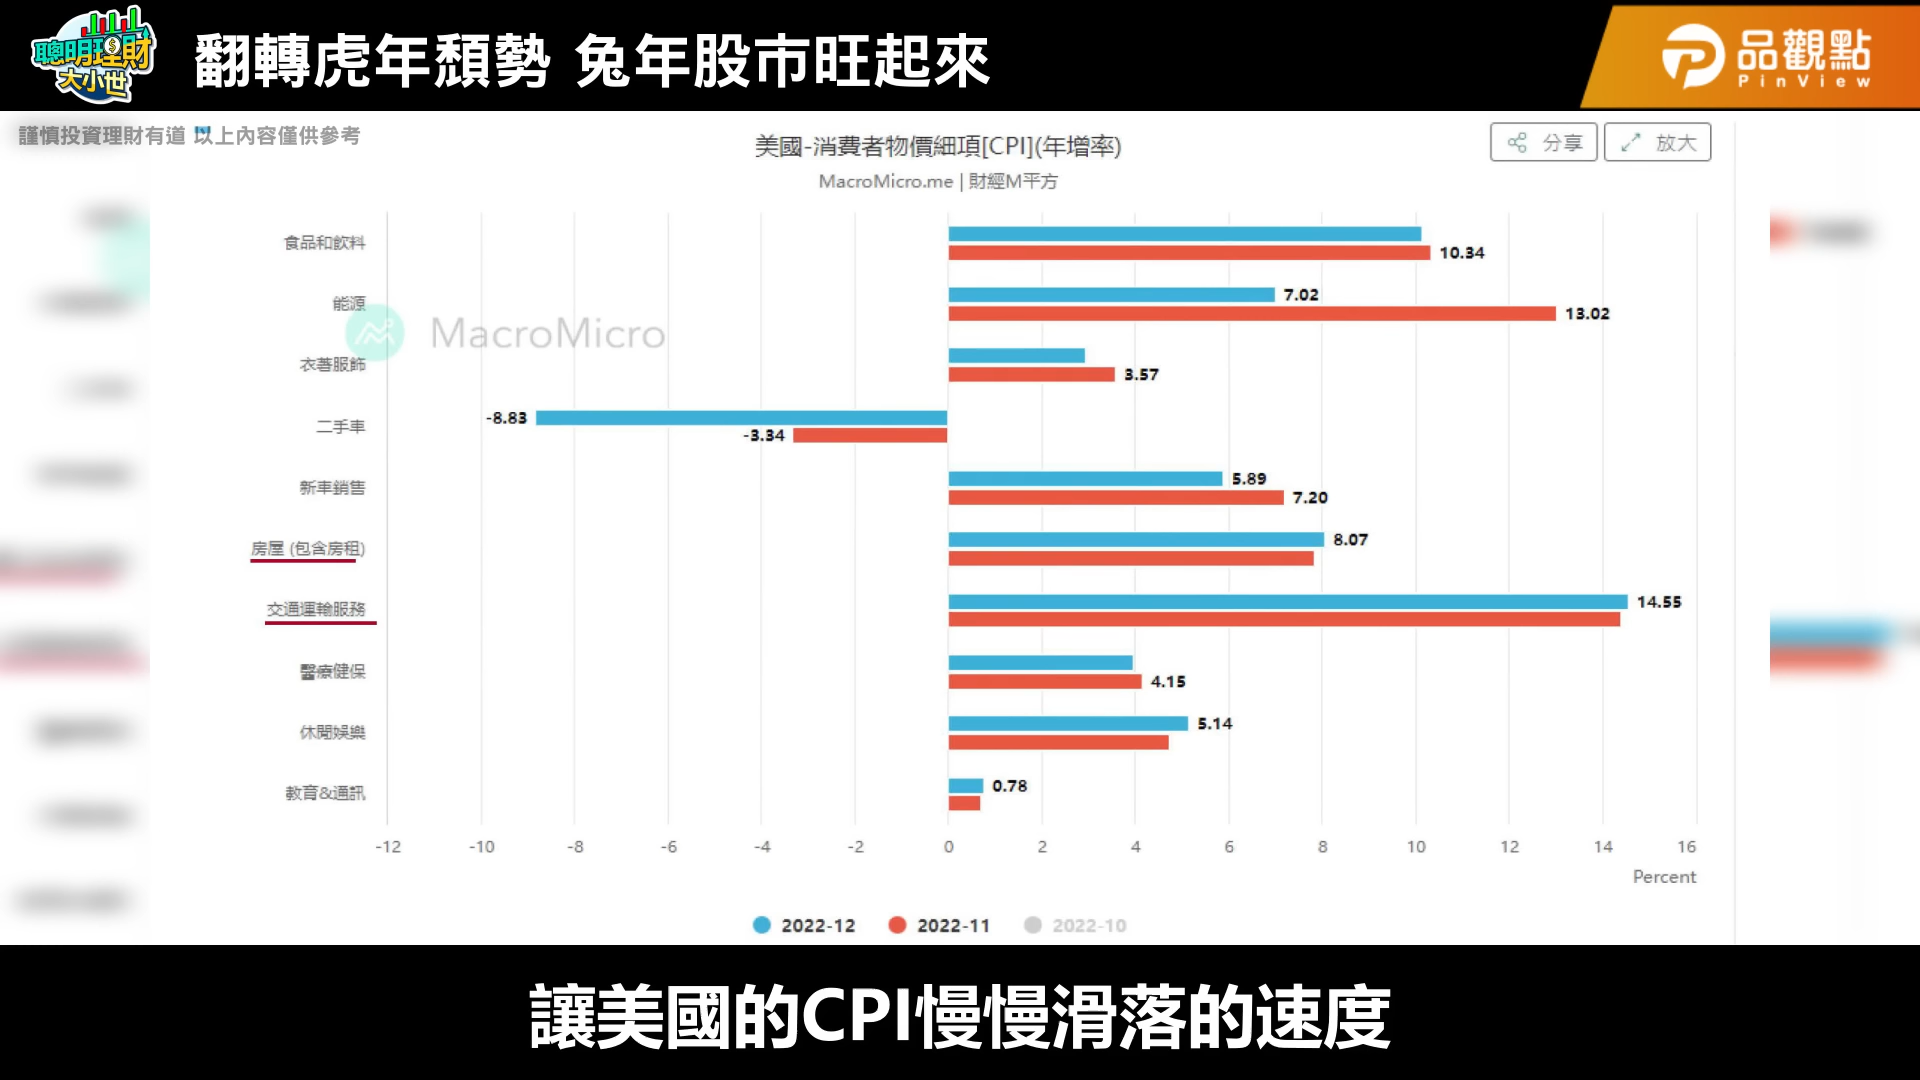 聰明理財
大小世
翻轉虎年頹勢 兔年股市旺起來
品觀點
PinView
謹慎投資理財有道 以上內容僅供參考
美國-消費者物價細項[CPI](年增率)
MacroMicro.me | 財經M平方
分享
放大
食品和飲料
10.34
能源
7.02
13.02
MacroMicro
衣著服飾
3.57
二手車
-8.83
-3.34
新車銷售
5.89
7.20
房屋 (包含房租)
8.07
交通運輸服務
14.55
醫療健保
4.15
休閒娛樂
5.14
教育&通訊
0.78
-12 -10 -8 -6 -4 -2 0 2 4 6 8 10 12 14 16
Percent
2022-12 2022-11 2022-10
讓美國的CPI慢慢滑落的速度